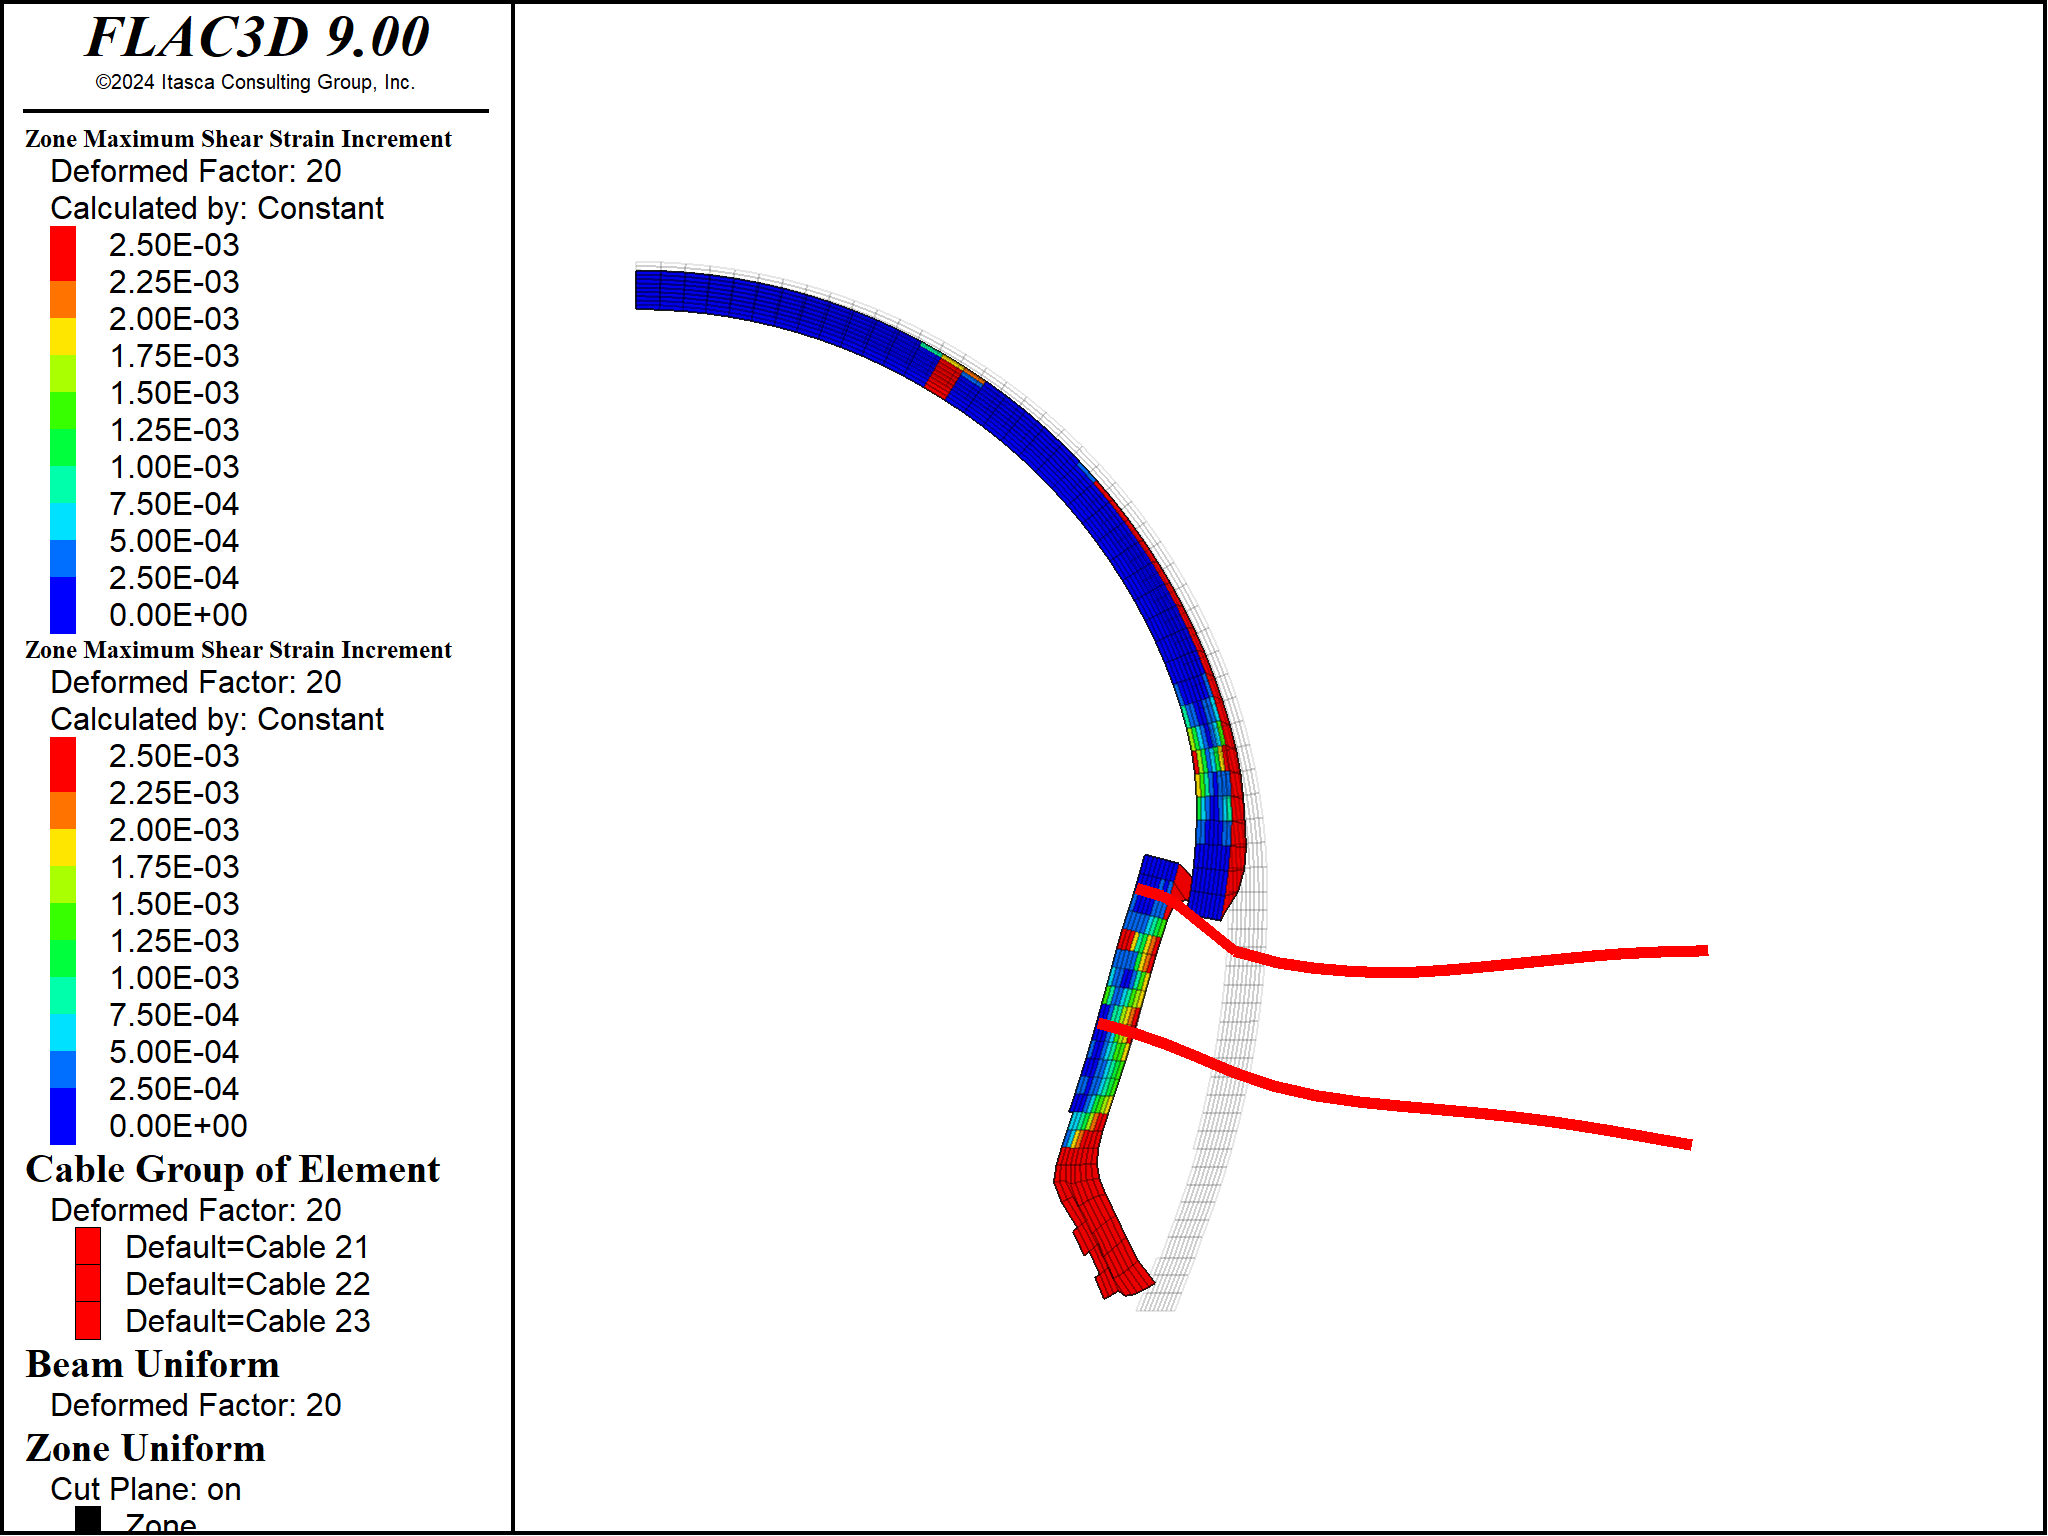 FLAC3D 9.00
©2024 Itasca Consulting Group, Inc.
Zone Maximum Shear Strain Increment
Deformed Factor: 20
Calculated by: Constant
2.50E-03
2.25E-03
2.00E-03
1.75E-03
1.50E-03
1.25E-03
1.00E-03
7.50E-04
5.00E-04
2.50E-04
0.00E+00
Zone Maximum Shear Strain Increment
Deformed Factor: 20
Calculated by: Constant
2.50E-03
2.25E-03
2.00E-03
1.75E-03
1.50E-03
1.25E-03
1.00E-03
7.50E-04
5.00E-04
2.50E-04
0.00E+00
Cable Group of Element
Deformed Factor: 20
Default=Cable 21
Default=Cable 22
Default=Cable 23
Beam Uniform
Deformed Factor: 20
Zone Uniform
Cut Plane: on
Zone